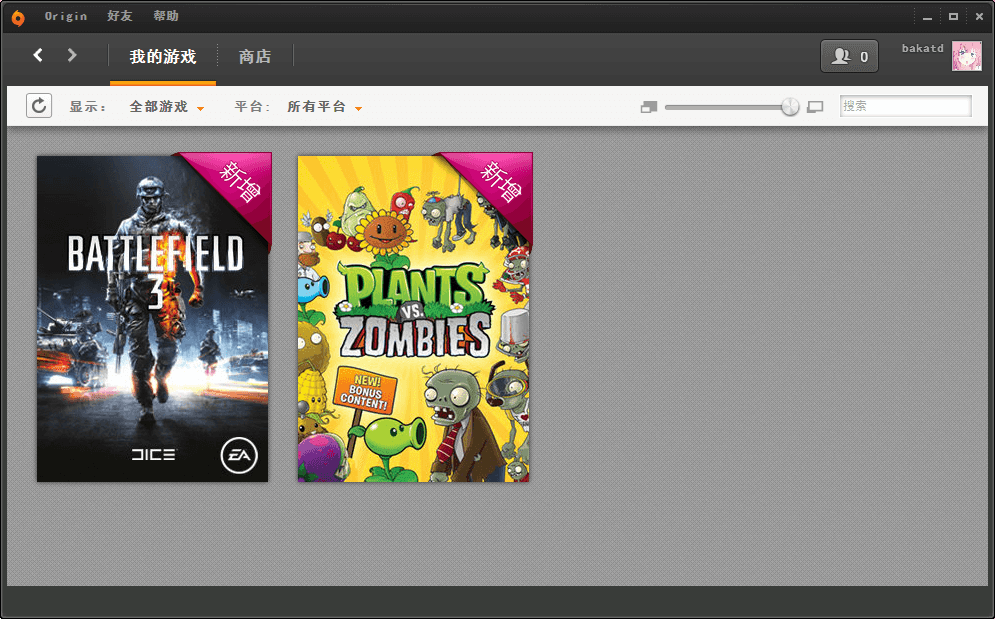 Origin 好友 帮助
我的游戏 商店
0 bakatd
显示： 全部游戏 平台： 所有平台 搜索
新增
BATTLEFIELD
3
DICE
EA
新增
PLANTS
VS.
ZOMBIES
NEW!
BONUS
CONTENT!